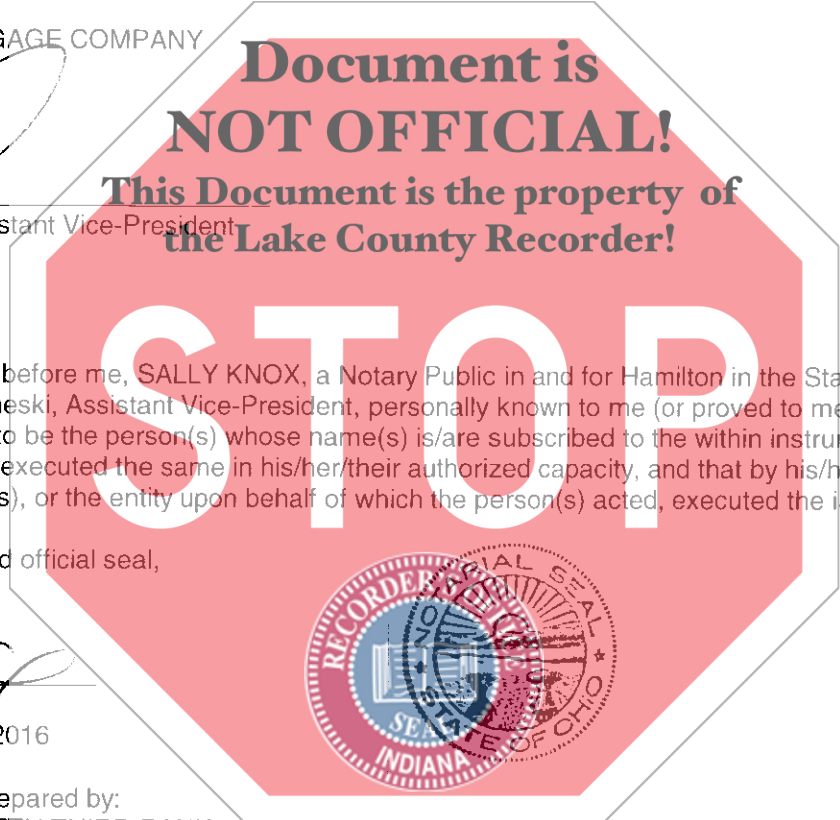 GAGE COMPANY
Document is
NOT OFFICIAL!
This Document is the property of
the Lake County Recorder!
stant Vice-President
STOP
before me, SALLY KNOX, a Notary Public in and for Hamilton in the Sta
eski, Assistant Vice-President, personally known to me (or proved to me
o be the person(s) whose name(s) is/are subscribed to the within instru
executed the same in his/her/their authorized capacity, and that by his/h
s), or the entity upon behalf of which the person(s) acted, executed the i
d official seal,
RECORDER
SEAL
INDIANA
NOTARIAL SEAL
STATE OF OHIO
2016
epared by: